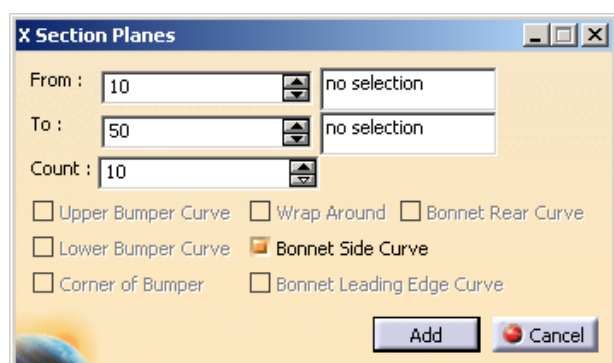 X Section Planes
From : 10 no selection
To : 50 no selection
Count : 10
Upper Bumper Curve Wrap Around Bonnet Rear Curve
Lower Bumper Curve Bonnet Side Curve
Corner of Bumper Bonnet Leading Edge Curve
Add Cancel